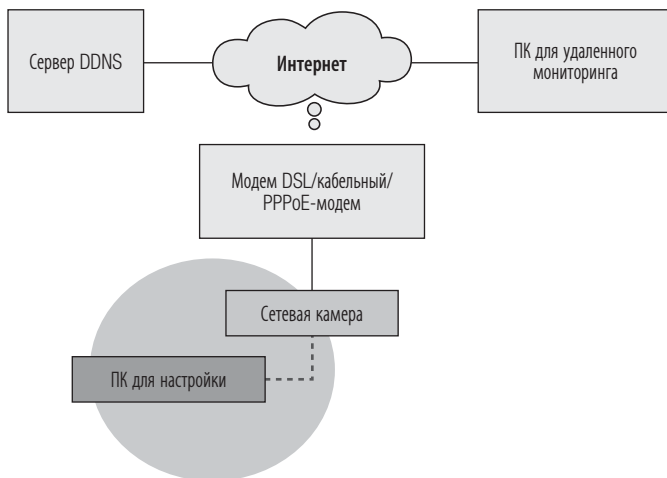 Сервер DDNS
Интернет
ПК для удаленного
мониторинга
Модем DSL/кабельный/
PPPoE-модем
Сетевая камера
ПК для настройки